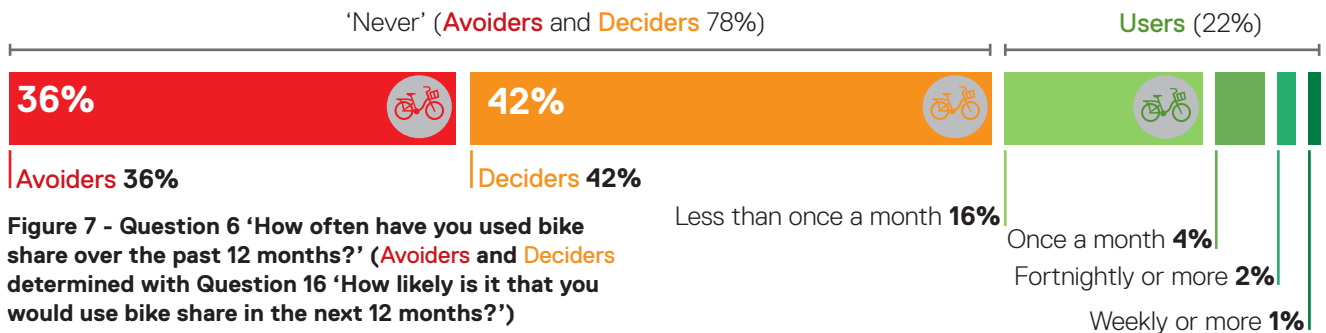 ‘Never’ (Avoiders and Deciders 78%)
Users (22%)
36%
42%
Avoiders 36%
Deciders 42%
Less than once a month 16%
Once a month 4%
Fortnightly or more 2%
Weekly or more 1%
Figure 7 - Question 6 ‘How often have you used bike
share over the past 12 months?’ (Avoiders and Deciders
determined with Question 16 ‘How likely is it that you
would use bike share in the next 12 months?’)